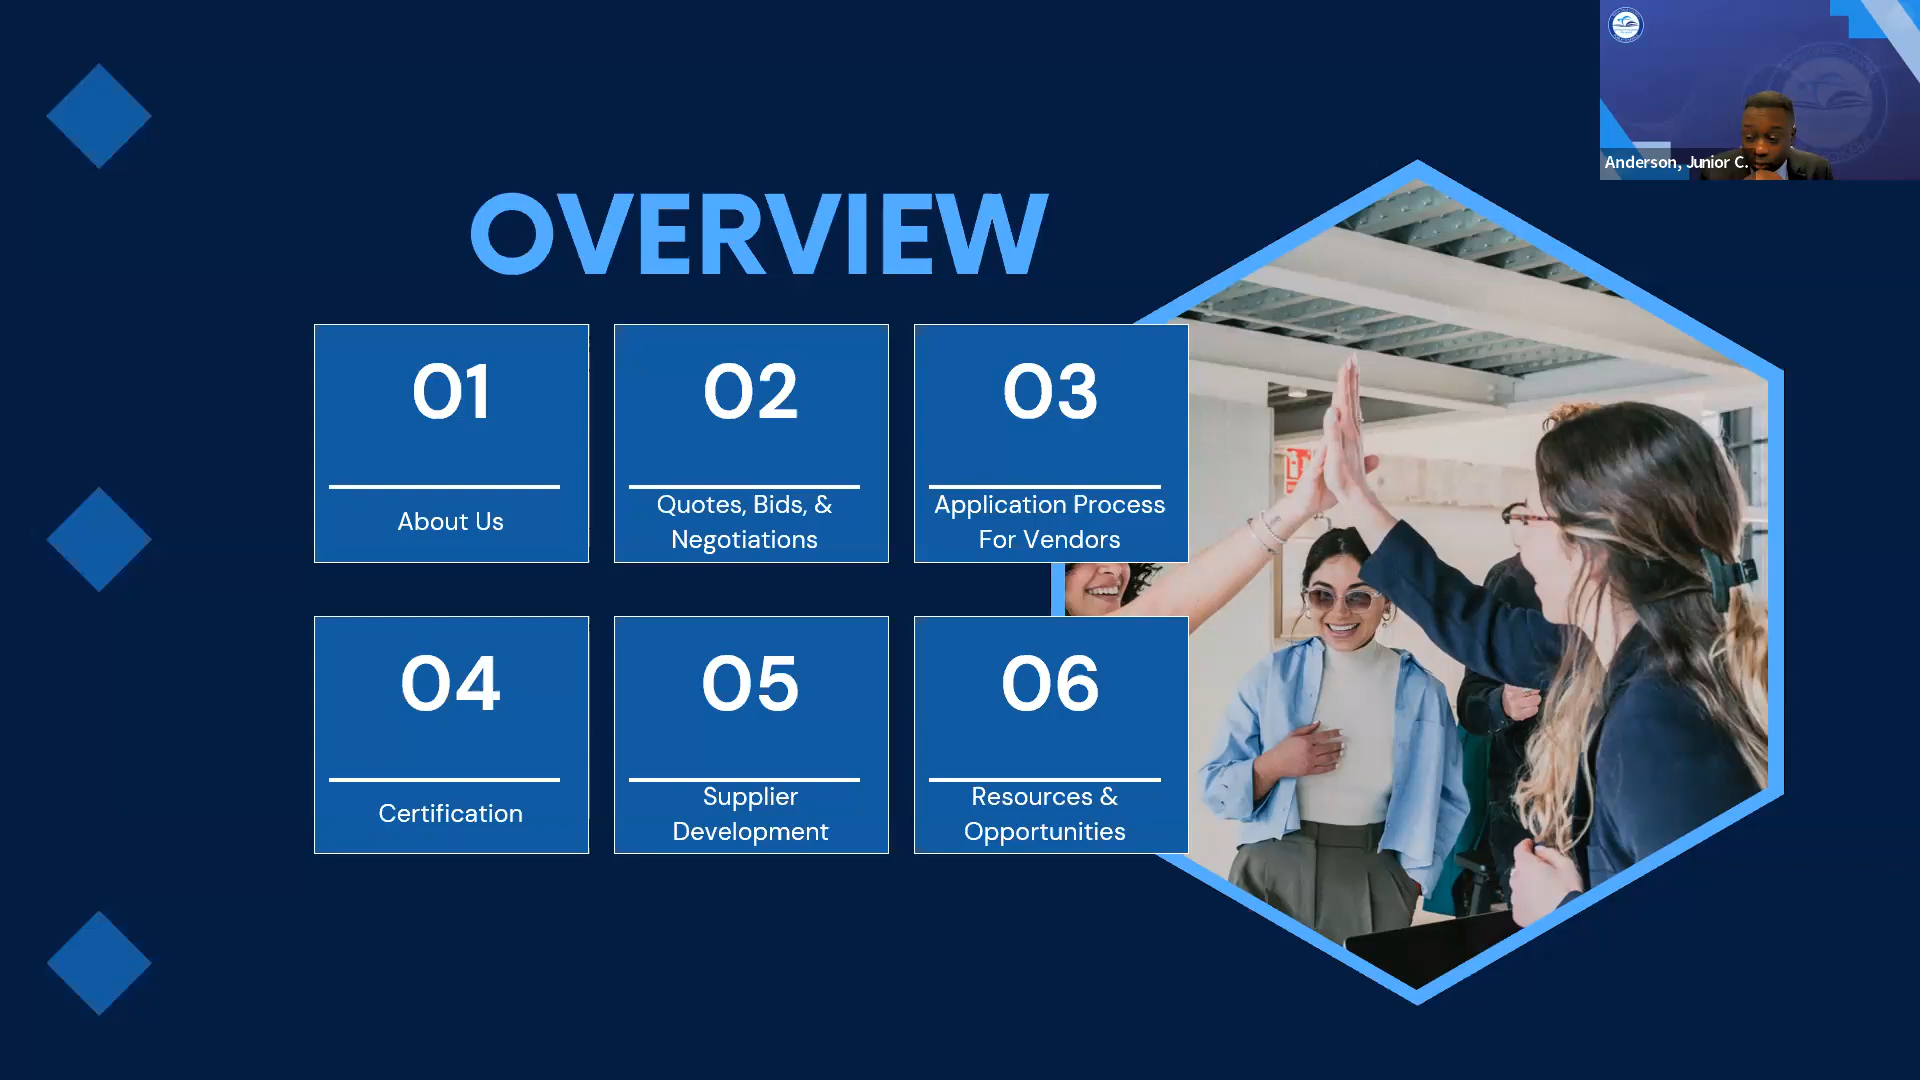 Anderson, Junior C.
OVERVIEW
01
About Us
02
Quotes, Bids, &
Negotiations
03
Application Process
For Vendors
04
Certification
05
Supplier
Development
06
Resources &
Opportunities